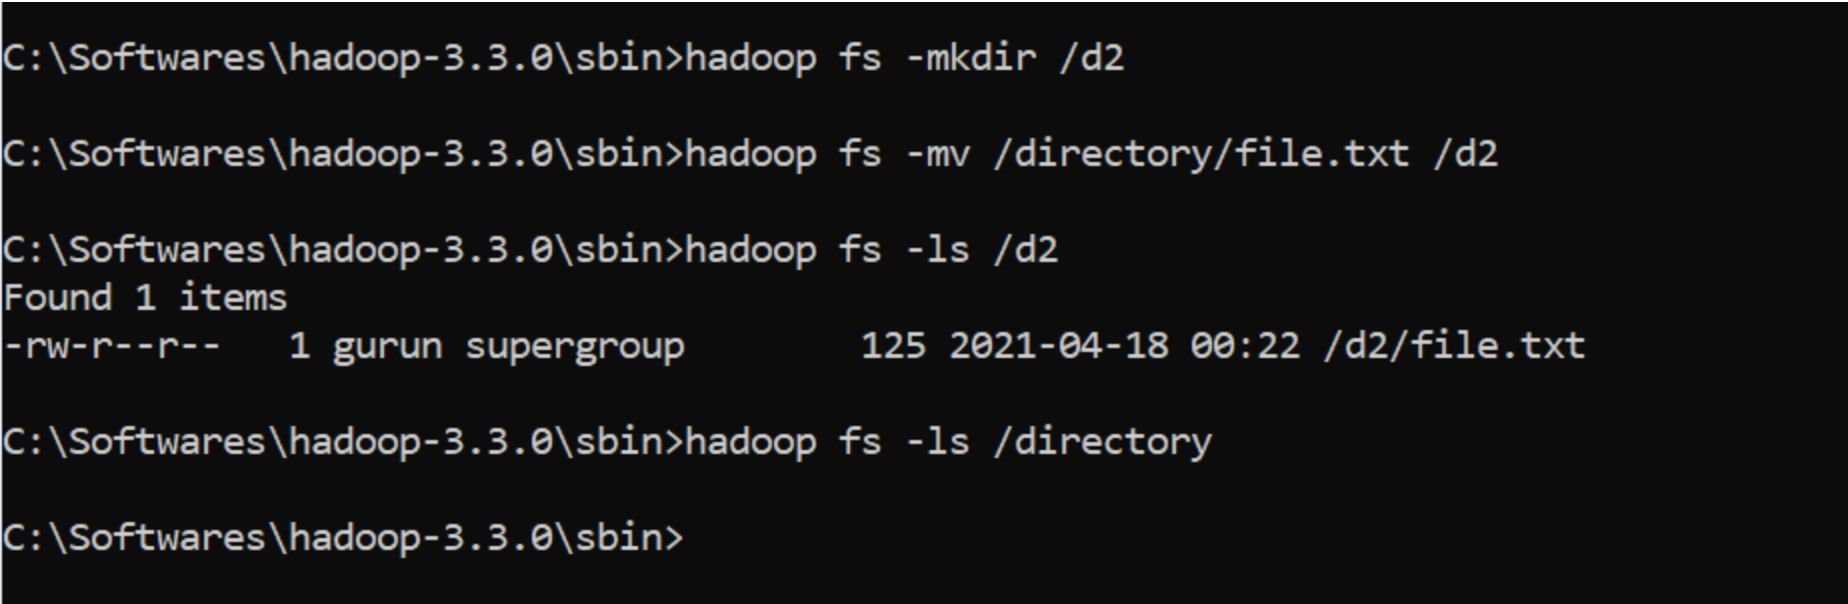 C:\Softwares\hadoop-3.3.0\sbin>hadoop fs -mkdir /d2
C:\Softwares\hadoop-3.3.0\sbin>hadoop fs -mv /directory/file.txt /d2
C:\Softwares\hadoop-3.3.0\sbin>hadoop fs -ls /d2
Found 1 items
-rw-r--r--   1 gurun supergroup        125 2021-04-18 00:22 /d2/file.txt
C:\Softwares\hadoop-3.3.0\sbin>hadoop fs -ls /directory
C:\Softwares\hadoop-3.3.0\sbin>